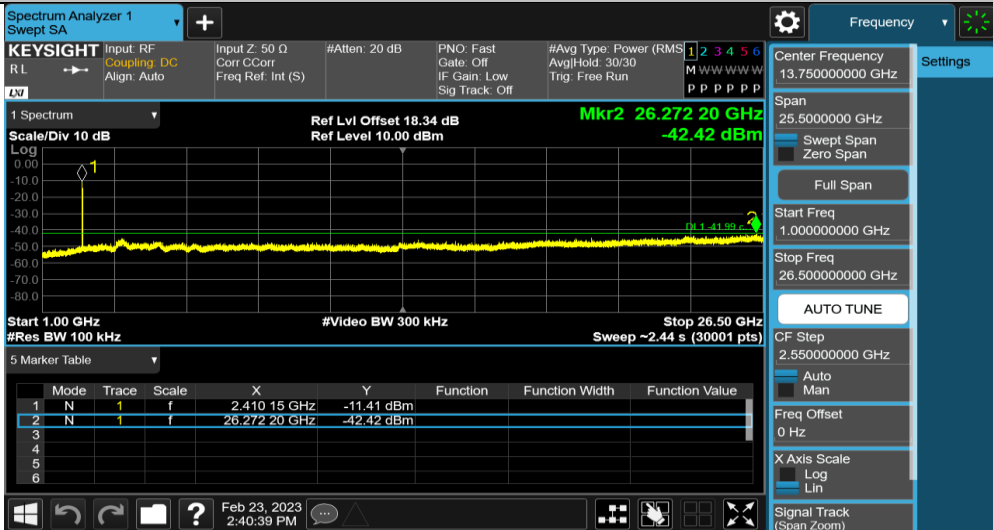 Spectrum Analyzer 1
Swept SA
Frequency
KEYSIGHT
RL
LXI
Input: RF
Coupling: DC
Align: Auto
Input Z: 50 Ω
Corr CCorr
Freq Ref: Int (S)
#Atten: 20 dB
PNO: Fast
Gate: Off
IF Gain: Low
Sig Track: Off
#Avg Type: Power (RMS
Avg|Hold: 30/30
Trig: Free Run
1 2 3 4 5 6
M W W W W W
P P P P P P
1 Spectrum
Scale/Div 10 dB
Ref Lvl Offset 18.34 dB
Ref Level 10.00 dBm
Mkr2 26.272 20 GHz
-42.42 dBm
Log
0.00
-10.0
-20.0
-30.0
-40.0
-50.0
-60.0
-70.0
-80.0
1
2
DL1 -41.99
Start 1.00 GHz
#Res BW 100 kHz
#Video BW 300 kHz
Stop 26.50 GHz
Sweep ~2.44 s (30001 pts)
5 Marker Table
Mode Trace Scale X Y Function Function Width Function Value
1 N 1 f 2.410 15 GHz -11.41 dBm
2 N 1 f 26.272 20 GHz -42.42 dBm
3
4
5
6
Feb 23, 2023
2:40:39 PM
Center Frequency
13.750000000 GHz
Span
25.5000000 GHz
Swept Span
Zero Span
Full Span
Start Freq
1.000000000 GHz
Stop Freq
26.500000000 GHz
AUTO TUNE
CF Step
2.550000000 GHz
Auto
Man
Freq Offset
0 Hz
X Axis Scale
Log
Lin
Signal Track
(Span Zoom)
Settings